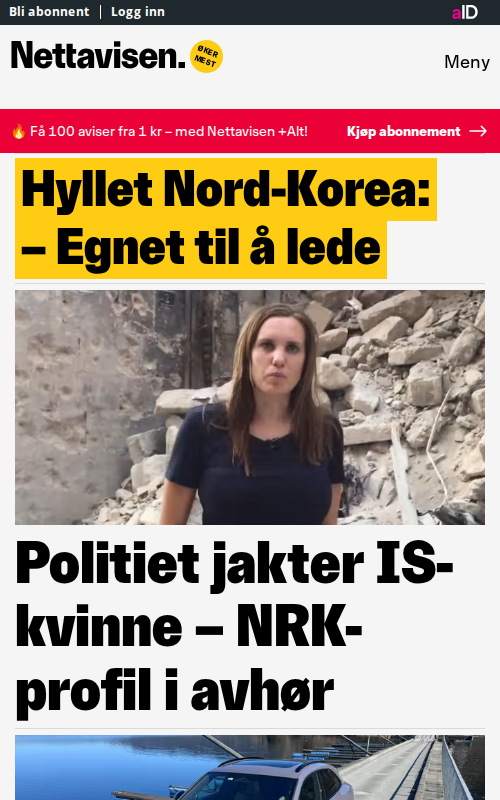 Bli abonnent | Logg inn
aID
Nettavisen.
ØKER
MEST
Meny
🔥 Få 100 aviser fra 1 kr – med Nettavisen +Alt!
Kjøp abonnement →
Hyllet Nord-Korea:
– Egnet til å lede
Politiet jakter IS-
kvinne – NRK-
profil i avhør